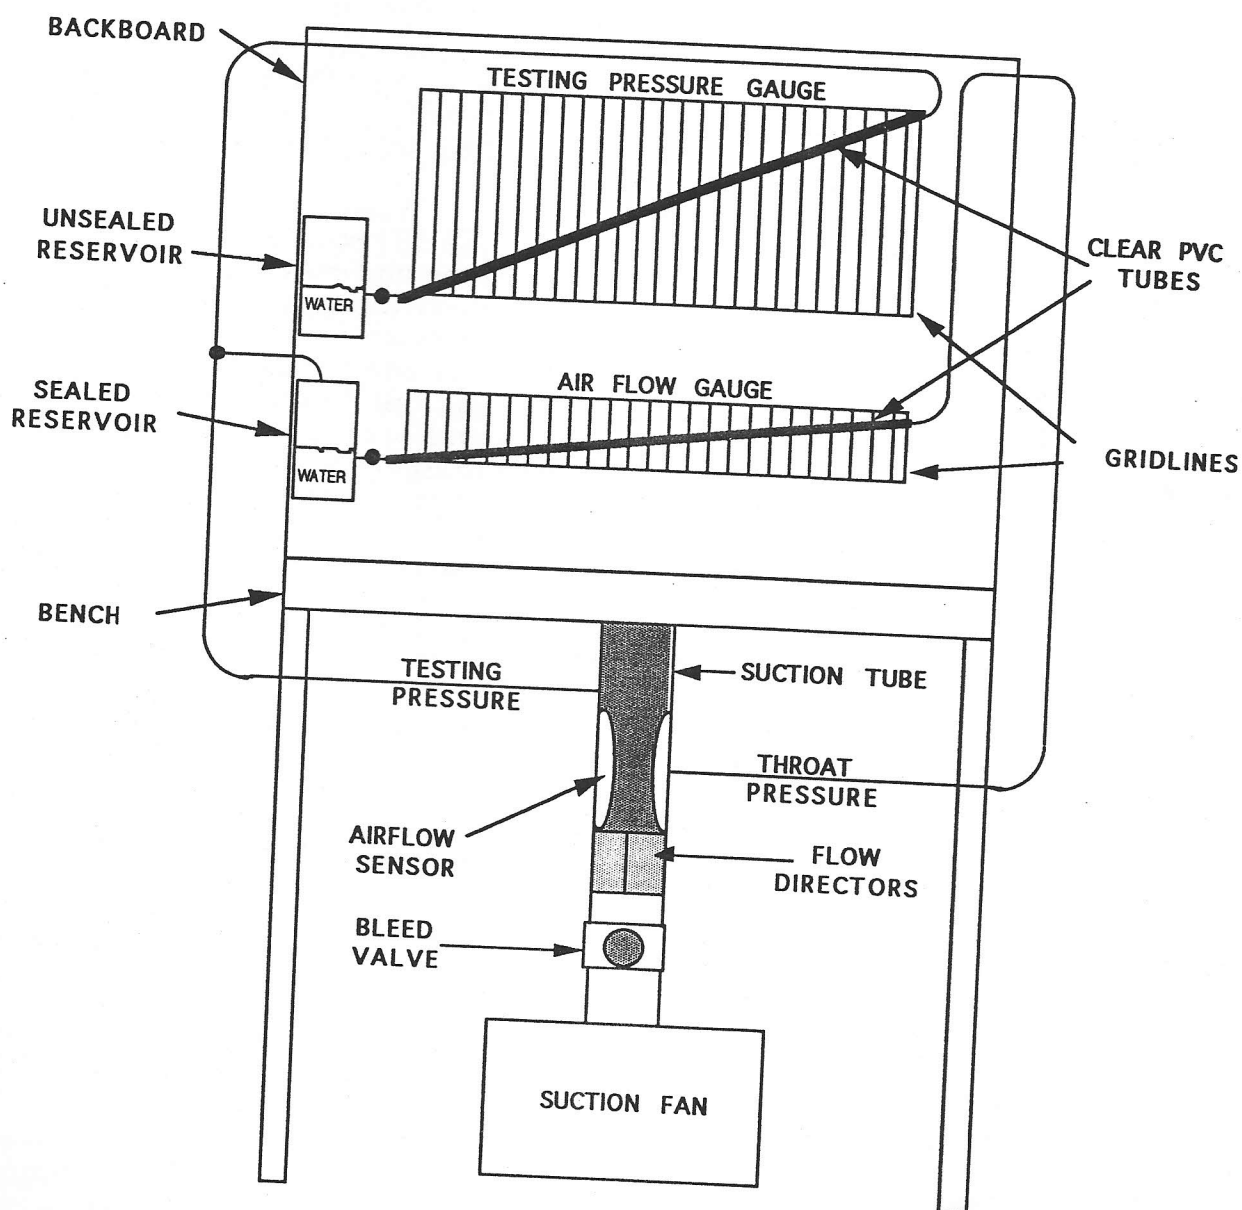 BACKBOARD
TESTING PRESSURE GAUGE
UNSEALED
RESERVOIR
WATER
CLEAR PVC
TUBES
SEALED
RESERVOIR
AIR FLOW GAUGE
WATER
GRIDLINES
BENCH
TESTING
PRESSURE
SUCTION TUBE
THROAT
PRESSURE
AIRFLOW
SENSOR
FLOW
DIRECTORS
BLEED
VALVE
SUCTION FAN